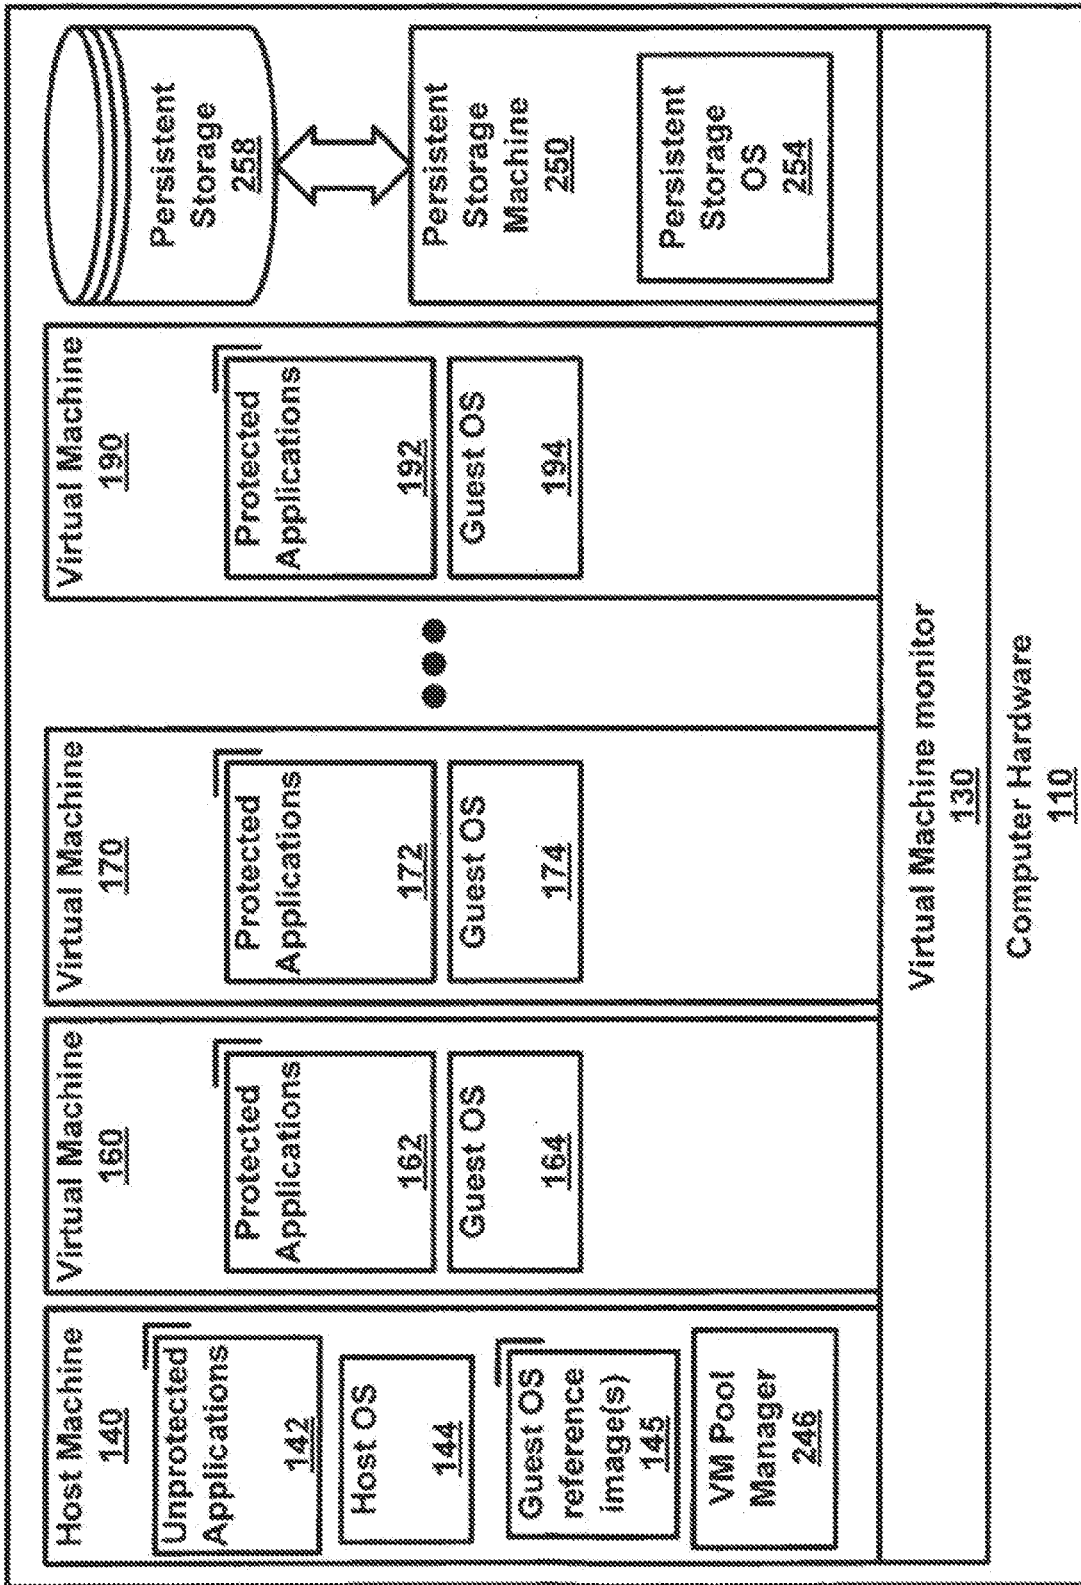 Host Machine
140
Unprotected
Applications
142
Host OS
144
Guest OS
reference
image(s)
145
VM Pool
Manager
246
Virtual Machine
160
Protected
Applications
162
Guest OS
164
Virtual Machine
170
Protected
Applications
172
Guest OS
174
Virtual Machine
190
Protected
Applications
192
Guest OS
194
Persistent
Storage
258
Persistent
Storage
Machine
250
Persistent
Storage
OS
254
Virtual Machine monitor
130
Computer Hardware
110